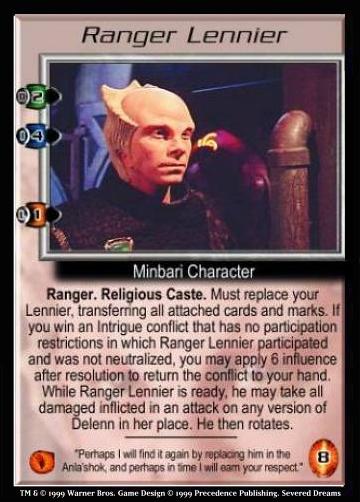 Ranger Lennier
0 2
0 4
0 1
Minbari Character
Ranger. Religious Caste. Must replace your
Lennier, transferring all attached cards and marks. If
you win an Intrigue conflict that has no participation
restrictions in which Ranger Lennier participated
and was not neutralized, you may apply 6 influence
after resolution to return the conflict to your hand.
While Ranger Lennier is ready, he may take all
damaged inflicted in an attack on any version of
Delenn in her place. He then rotates.
"Perhaps I will find it again by replacing him in the
Anla'shok, and perhaps in time I will earn your respect."
8
TM & © 1999 Warner Bros. Game Design © 1999 Precedence Publishing. Severed Dreams